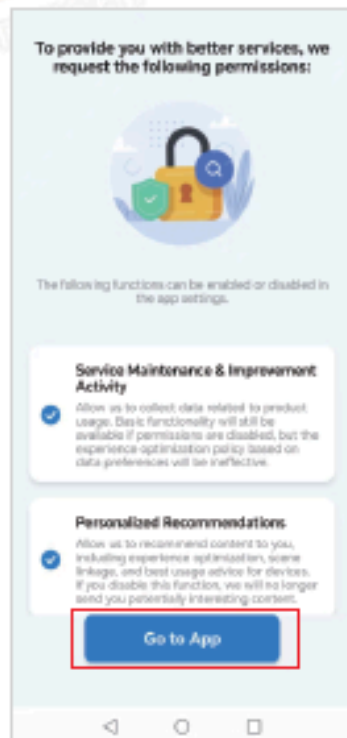 To provide you with better services, we
request the following permissions:
The following functions can be enabled or disabled in
the app settings.
Service Maintenance & Improvement
Activity
Allow us to collect data related to product
usage. Basic functionality will still be
available if permissions are disabled, but the
experience optimization policy based on
data preferences will be ineffective.
Personalized Recommendations
Allow us to recommend content to you,
including experience optimization, scene
linkage, and best usage advice for devices.
If you disable this function, we will no longer
send you potentially interesting content.
Go to App